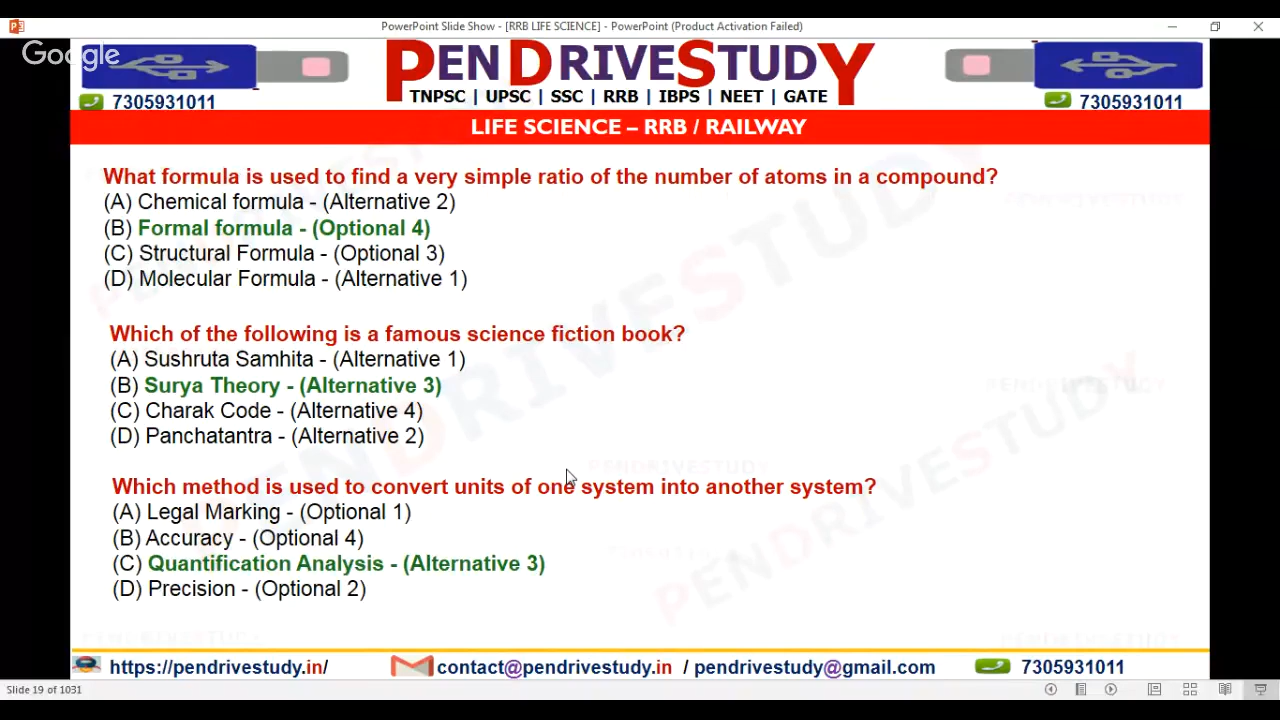 PowerPoint Slide Show - [RRB LIFE SCIENCE] - PowerPoint (Product Activation Failed)
Google
PENDRIVESTUDY
TNPSC | UPSC | SSC | RRB | IBPS | NEET | GATE
7305931011
7305931011
LIFE SCIENCE – RRB / RAILWAY
What formula is used to find a very simple ratio of the number of atoms in a compound?
(A) Chemical formula - (Alternative 2)
(B) Formal formula - (Optional 4)
(C) Structural Formula - (Optional 3)
(D) Molecular Formula - (Alternative 1)
Which of the following is a famous science fiction book?
(A) Sushruta Samhita - (Alternative 1)
(B) Surya Theory - (Alternative 3)
(C) Charak Code - (Alternative 4)
(D) Panchatantra - (Alternative 2)
Which method is used to convert units of one system into another system?
(A) Legal Marking - (Optional 1)
(B) Accuracy - (Optional 4)
(C) Quantification Analysis - (Alternative 3)
(D) Precision - (Optional 2)
PENDRIVESTUDY
PENDRIVESTUDY
https://pendrivestudy.in/ contact@pendrivestudy.in / pendrivestudy@gmail.com 7305931011
Slide 19 of 1031